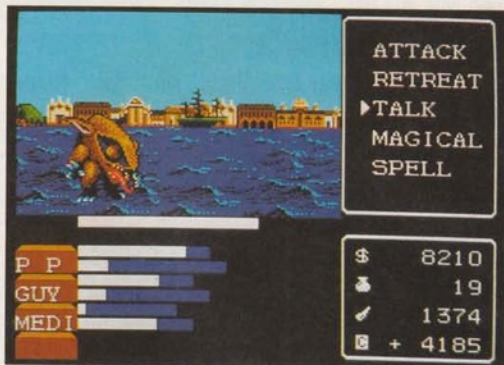 ATTACK
RETREAT
TALK
MAGICAL
SPELL
P P
GUY
MEDI
$ 8210
19
1374
C + 4185